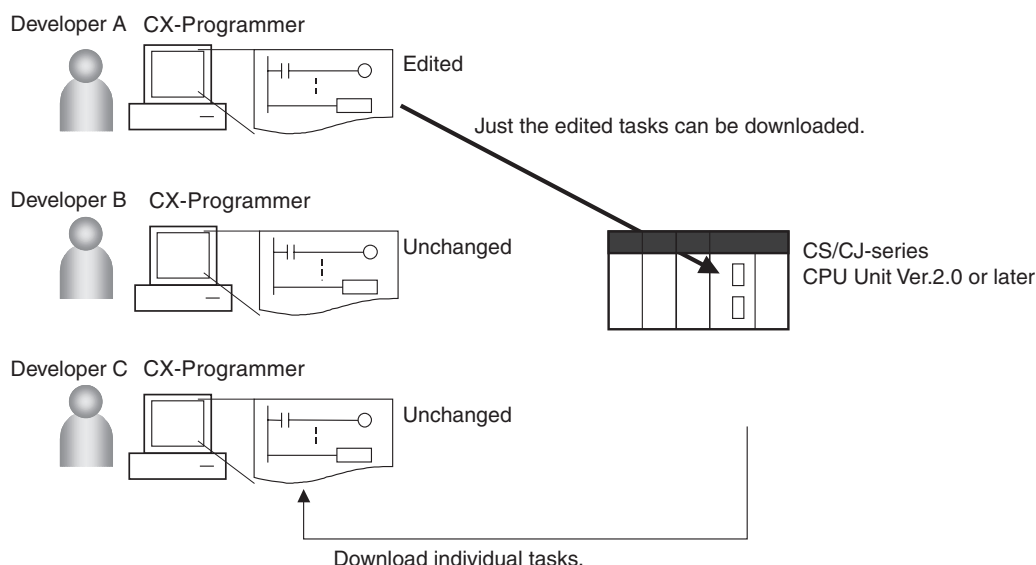 Developer A CX-Programmer
Edited
Just the edited tasks can be downloaded.
Developer B CX-Programmer
Unchanged
CS/CJ-series
CPU Unit Ver.2.0 or later
Developer C CX-Programmer
Unchanged
Download individual tasks.